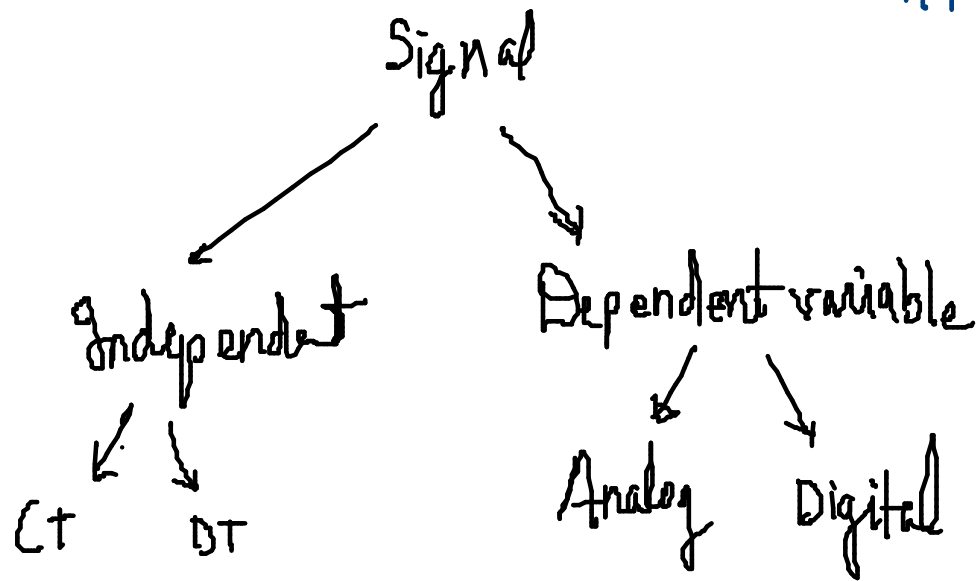 Signal
Independent
Dependent variable
CT
DT
Analog
Digital